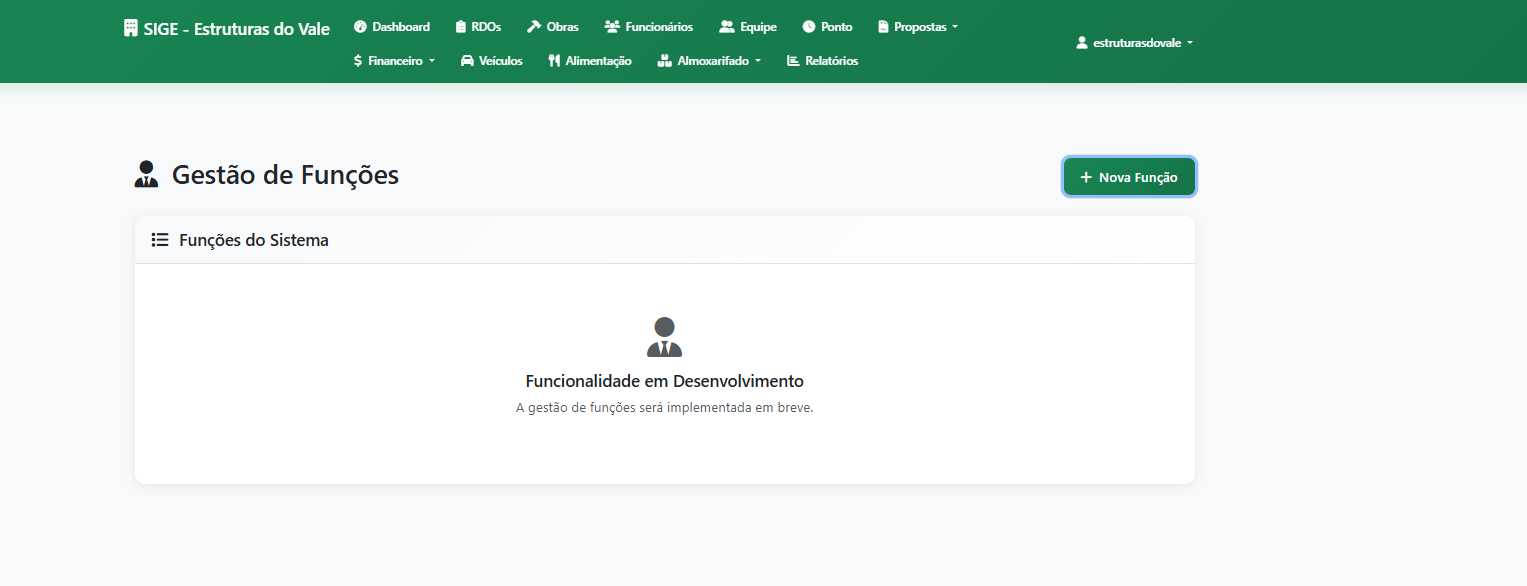 SIGE - Estruturas do Vale
Dashboard RDOs Obras Funcionários Equipe Ponto Propostas
Financeiro Veículos Alimentação Almoxarifado Relatórios
estruturasdovale
Gestão de Funções
+ Nova Função
Funções do Sistema
Funcionalidade em Desenvolvimento
A gestão de funções será implementada em breve.